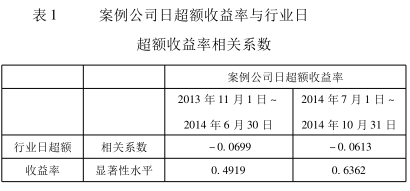 表1 案例公司日超额收益率与行业日
超额收益率相关系数
案例公司日超额收益率
2013 年 11 月 1 日 ~ 2014 年 7 月 1 日 ~
2014 年 6 月 30 日 2014 年 10 月 31 日
行业日超额 相关系数 -0.0699 -0.0613
收益率 显著性水平 0.4919 0.6362